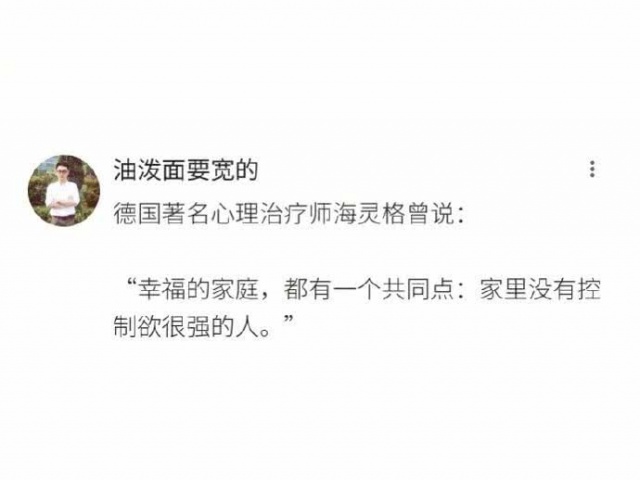 油泼面要宽的
德国著名心理治疗师海灵格曾说：
“幸福的家庭，都有一个共同点：家里没有控
制欲很强的人。”